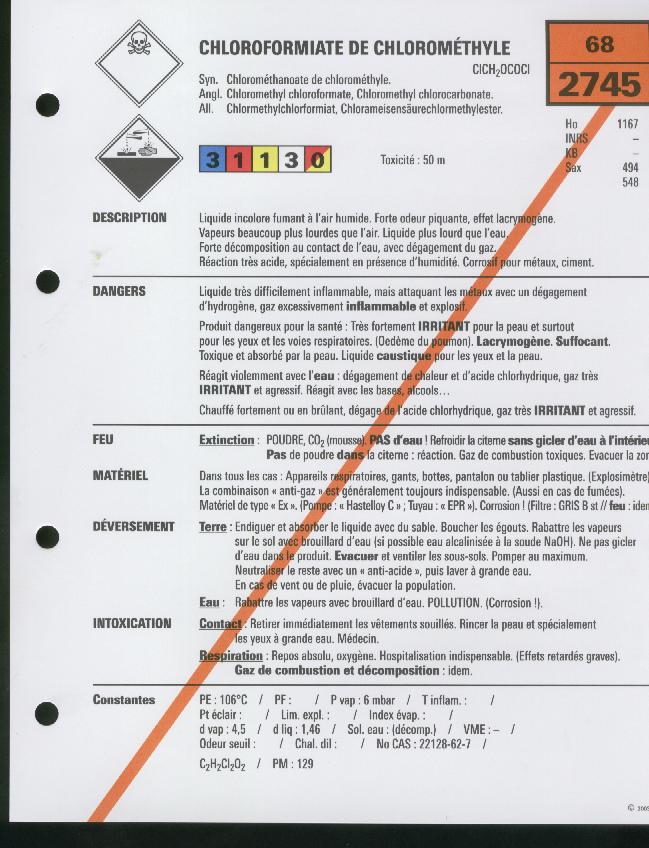 CHLOROFORMIATE DE CHLOROMÉTHYLE
ClCH₂OCOCl
68
2745
Syn. Chlorométhanoate de chlorométhyle.
Angl. Chloromethyl chloroformate, Chloromethyl chlorocarbonate.
All. Chlormethylchlorformiat, Chlorameisensäurechlormethylester.
Ho 1167
INRS –
KB –
Sax 494
548
3 1 1 3 0
Toxicité : 50 m
DESCRIPTION Liquide incolore fumant à l'air humide. Forte odeur piquante, effet lacrymogène.
Vapeurs beaucoup plus lourdes que l'air. Liquide plus lourd que l'eau.
Forte décomposition au contact de l'eau, avec dégagement du gaz.
Réaction très acide, spécialement en présence d'humidité. Corrosif pour métaux, ciment.
DANGERS Liquide très difficilement inflammable, mais attaquant les métaux avec un dégagement
d'hydrogène, gaz excessivement inflammable et explosif.
Produit dangereux pour la santé : Très fortement IRRITANT pour la peau et surtout
pour les yeux et les voies respiratoires. (Oedème du poumon). Lacrymogène. Suffocant.
Toxique et absorbé par la peau. Liquide caustique pour les yeux et la peau.
Réagit violemment avec l'eau : dégagement de chaleur et d'acide chlorhydrique, gaz très
IRRITANT et agressif. Réagit avec les bases, alcools…
Chauffé fortement ou en brûlant, dégage de l'acide chlorhydrique, gaz très IRRITANT et agressif.
FEU Extinction : POUDRE, CO₂ (mousse). PAS d'eau ! Refroidir la citerne sans gicler d'eau à l'intérie
Pas de poudre dans la citerne : réaction. Gaz de combustion toxiques. Evacuer la zon
MATÉRIEL Dans tous les cas : Appareils respiratoires, gants, bottes, pantalon ou tablier plastique. (Explosimètre
La combinaison « anti-gaz » est généralement toujours indispensable. (Aussi en cas de fumées).
Matériel de type « Ex ». (Pompe : « Hastelloy C » ; Tuyau : « EPR »). Corrosion ! (Filtre : GRIS B st // feu : iden
DÉVERSEMENT Terre : Endiguer et absorber le liquide avec du sable. Boucher les égouts. Rabattre les vapeurs
sur le sol avec brouillard d'eau (si possible eau alcalinisée à la soude NaOH). Ne pas gicler
d'eau dans le produit. Evacuer et ventiler les sous-sols. Pomper au maximum.
Neutraliser le reste avec un « anti-acide », puis laver à grande eau.
En cas de vent ou de pluie, évacuer la population.
Eau : Rabattre les vapeurs avec brouillard d'eau. POLLUTION. (Corrosion !).
INTOXICATION Contact : Retirer immédiatement les vêtements souillés. Rincer la peau et spécialement
les yeux à grande eau. Médecin.
Respiration : Repos absolu, oxygène. Hospitalisation indispensable. (Effets retardés graves).
Gaz de combustion et décomposition : idem.
Constantes PE : 106°C / PF : / P vap : 6 mbar / T inflam. : /
Pt éclair : / Lim. expl. : / Index évap. : /
d vap : 4,5 / d liq : 1,46 / Sol. eau : (décomp.) / VME : – /
Odeur seuil : / Chal. dil : / No CAS : 22128-62-7 /
C₂H₂Cl₂O₂ / PM : 129